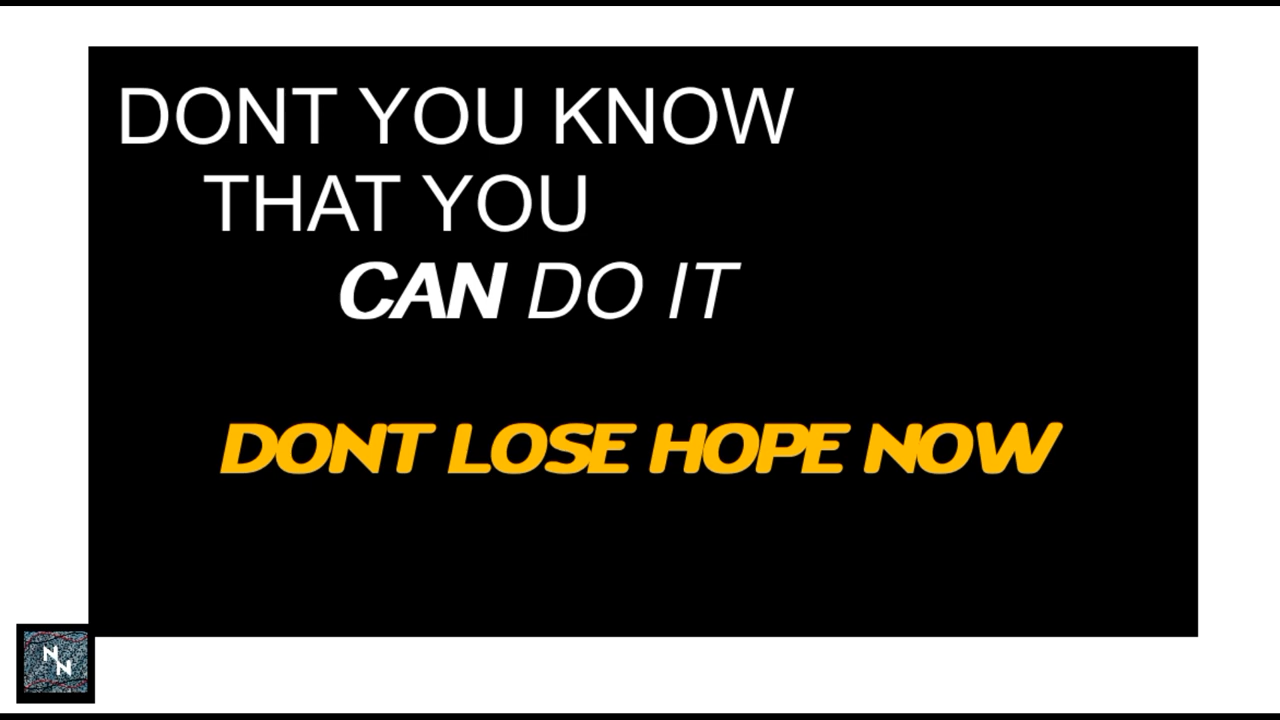 DONT YOU KNOW
THAT YOU
CAN DO IT
DONT LOSE HOPE NOW
N
N